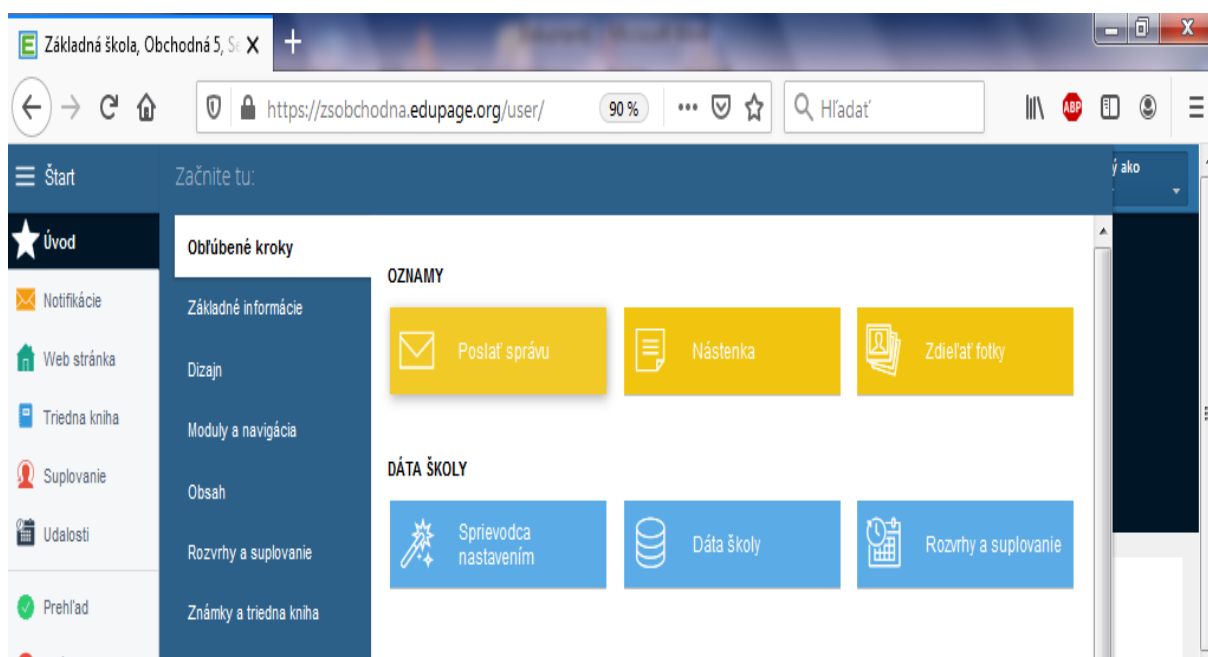 Základná škola, Obchodná 5, Se
https://zsobchodna.edupage.org/user/
90 %
Hľadať
ABP
Štart
Začnite tu:
ý ako
Úvod
Notifikácie
Web stránka
Triedna kniha
Suplovanie
Udalosti
Prehľad
Obľúbené kroky
Základné informácie
Dizajn
Moduly a navigácia
Obsah
Rozvrhy a suplovanie
Známky a triedna kniha
OZNAMY
Poslať správu
Nástenka
Zdieľať fotky
DÁTA ŠKOLY
Sprievodca
nastavením
Dáta školy
Rozvrhy a suplovanie